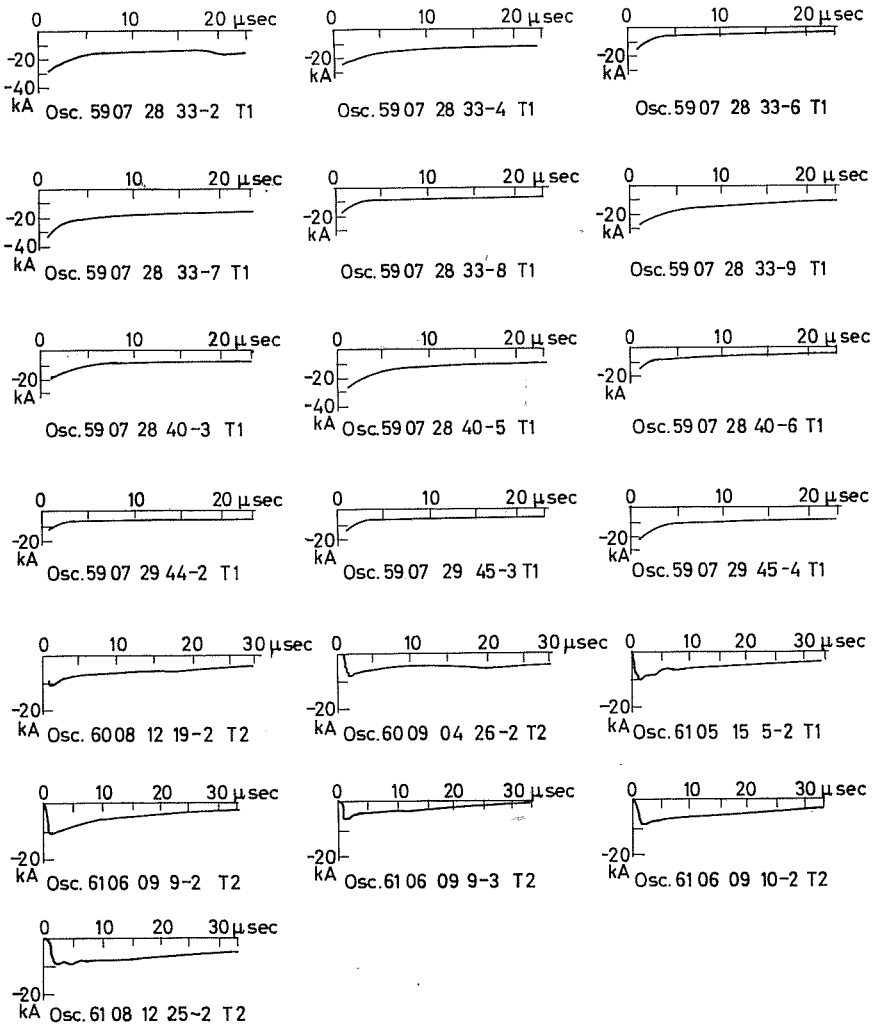 0 10 20 μsec
-20
-40
kA
Osc. 59 07 28 33-2 T1
0 10 20 μsec
-20
kA
Osc. 59 07 28 33-4 T1
0 10 20 μsec
-20
kA
Osc. 59 07 28 33-6 T1
0 10 20 μsec
-20
-40
kA
Osc. 59 07 28 33-7 T1
0 10 20 μsec
-20
kA
Osc. 59 07 28 33-8 T1
0 10 20 μsec
-20
kA
Osc. 59 07 28 33-9 T1
0 10 20 μsec
-20
kA
Osc. 59 07 28 40-3 T1
0 10 20 μsec
-20
-40
kA
Osc. 59 07 28 40-5 T1
0 10 20 μsec
-20
kA
Osc. 59 07 28 40-6 T1
0 10 20 μsec
-20
kA
Osc. 59 07 29 44-2 T1
0 10 20 μsec
-20
kA
Osc. 59 07 29 45-3 T1
0 10 20 μsec
-20
kA
Osc. 59 07 29 45-4 T1
0 10 20 30 μsec
-20
kA
Osc. 60 08 12 19-2 T2
0 10 20 30 μsec
-20
kA
Osc. 60 09 04 26-2 T2
0 10 20 30 μsec
-20
kA
Osc. 61 05 15 5-2 T1
0 10 20 30 μsec
-20
kA
Osc. 61 06 09 9-2 T2
0 10 20 30 μsec
-20
kA
Osc. 61 06 09 9-3 T2
0 10 20 30 μsec
-20
kA
Osc. 61 06 09 10-2 T2
0 10 20 30 μsec
-20
kA
Osc. 61 08 12 25-2 T2